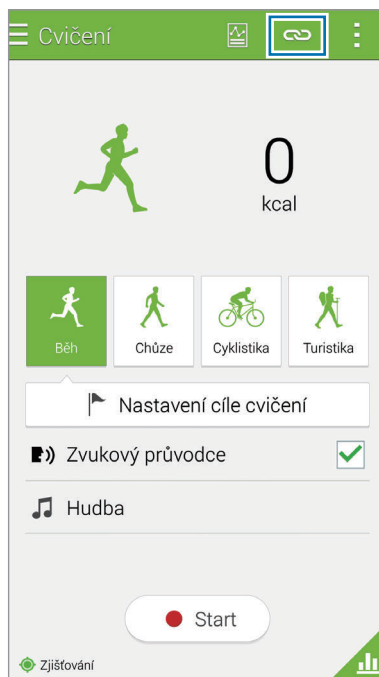 Cvičení
0
kcal
Běh
Chůze
Cyklistika
Turistika
Nastavení cíle cvičení
Zvukový průvodce
Hudba
Start
Zjišťování